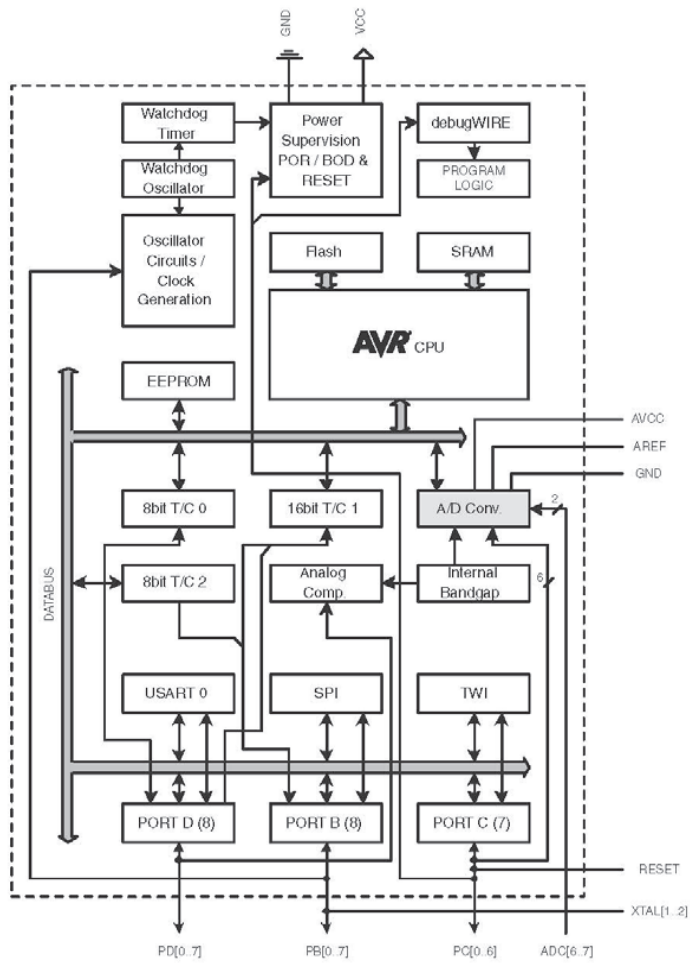 GND
VCC
Watchdog
Timer
Power
Supervision
POR / BOD &
RESET
debugWIRE
Watchdog
Oscillator
PROGRAM
LOGIC
Oscillator
Circuits /
Clock
Generation
Flash
SRAM
AVR CPU
EEPROM
AVCC
AREF
GND
8bit T/C 0
16bit T/C 1
A/D Conv.
2
DATABUS
8bit T/C 2
Analog
Comp.
Internal
Bandgap
6
USART 0
SPI
TWI
PORT D (8)
PORT B (8)
PORT C (7)
RESET
XTAL[1..2]
PD[0..7]
PB[0..7]
PC[0..6]
ADC[6..7]